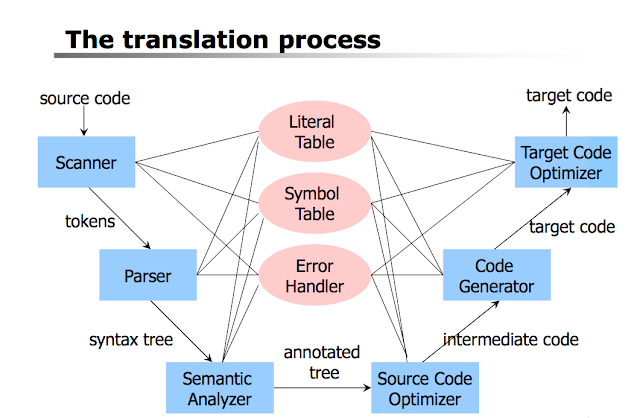 The translation process
source code
target code
Literal
Table
Scanner
Target Code
Optimizer
Symbol
Table
tokens
target code
Error
Handler
Parser
Code
Generator
syntax tree
annotated
tree
intermediate code
Semantic
Analyzer
Source Code
Optimizer